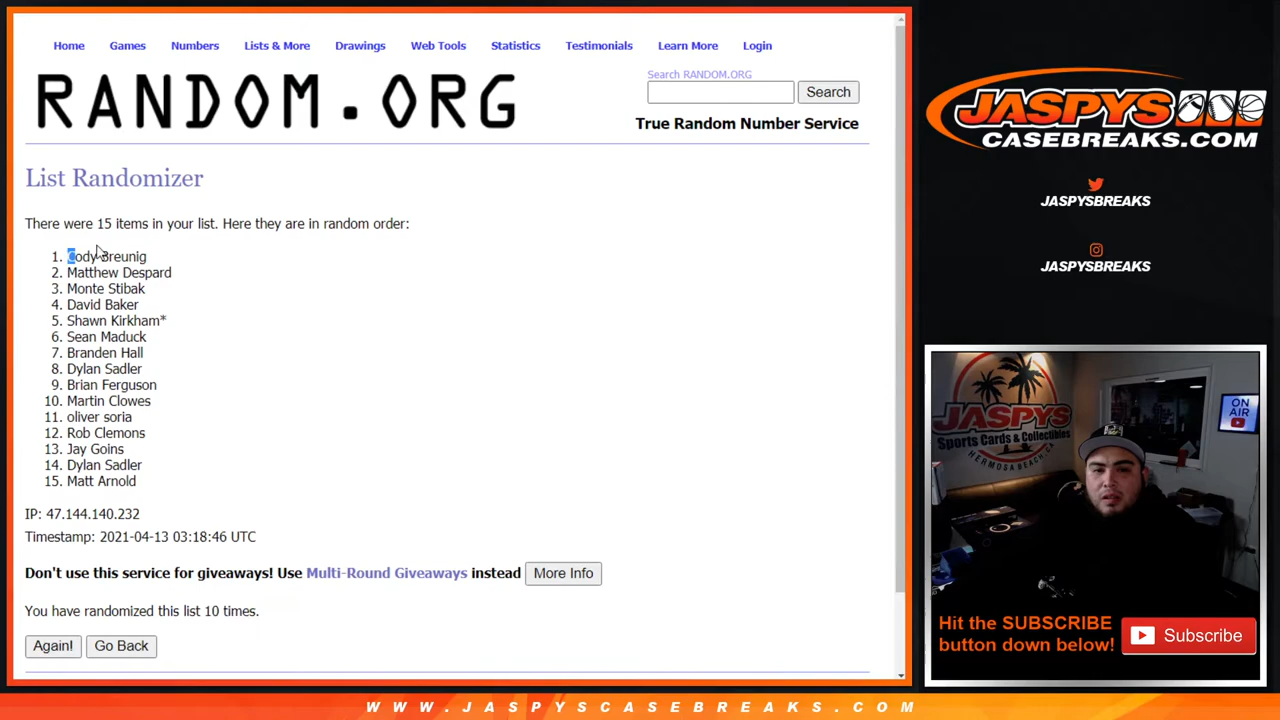 Home Games Numbers Lists & More Drawings Web Tools Statistics Testimonials Learn More Login
RANDOM.ORG
Search RANDOM.ORG
Search
True Random Number Service
List Randomizer
There were 15 items in your list. Here they are in random order:
1. Cody Breunig
2. Matthew Despard
3. Monte Stibak
4. David Baker
5. Shawn Kirkham*
6. Sean Maduck
7. Branden Hall
8. Dylan Sadler
9. Brian Ferguson
10. Martin Clowes
11. oliver soria
12. Rob Clemons
13. Jay Goins
14. Dylan Sadler
15. Matt Arnold
IP: 47.144.140.232
Timestamp: 2021-04-13 03:18:46 UTC
Don't use this service for giveaways! Use Multi-Round Giveaways instead More Info
You have randomized this list 10 times.
Again! Go Back
JASPYS
CASEBREAKS.COM
JASPYSBREAKS
JASPYSBREAKS
JASPYS
Sports Cards & Collectibles
HERMOSA BEACH, CA
ON AIR
Hit the SUBSCRIBE
button down below!
Subscribe
WWW.JASPYSCASEBREAKS.COM